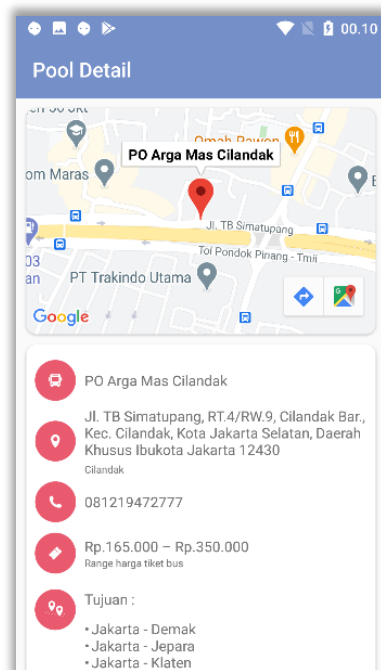 00.10
Pool Detail
PO Arga Mas Cilandak
om Maras
Jl. TB Simatupang
03
an
Tol Pondok Pinang - Tmii
PT Trakindo Utama
Google
PO Arga Mas Cilandak
Jl. TB Simatupang, RT.4/RW.9, Cilandak Bar.,
Kec. Cilandak, Kota Jakarta Selatan, Daerah
Khusus Ibukota Jakarta 12430
Cilandak
081219472777
Rp.165.000 – Rp.350.000
Range harga tiket bus
Tujuan :
• Jakarta - Demak
• Jakarta - Jepara
• Jakarta - Klaten